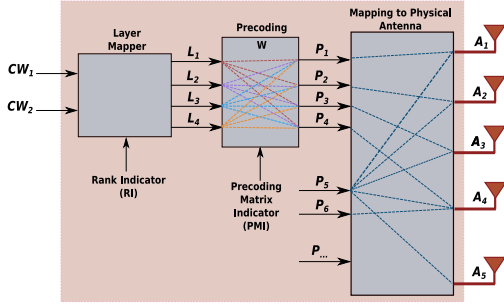 Layer
Mapper
Precoding
W
Mapping to Physical
Antenna
CW1
CW2
L1
L2
L3
L4
P1
P2
P3
P4
P5
P6
P...
A1
A2
A3
A4
A5
Rank Indicator
(RI)
Precoding
Matrix
Indicator
(PMI)